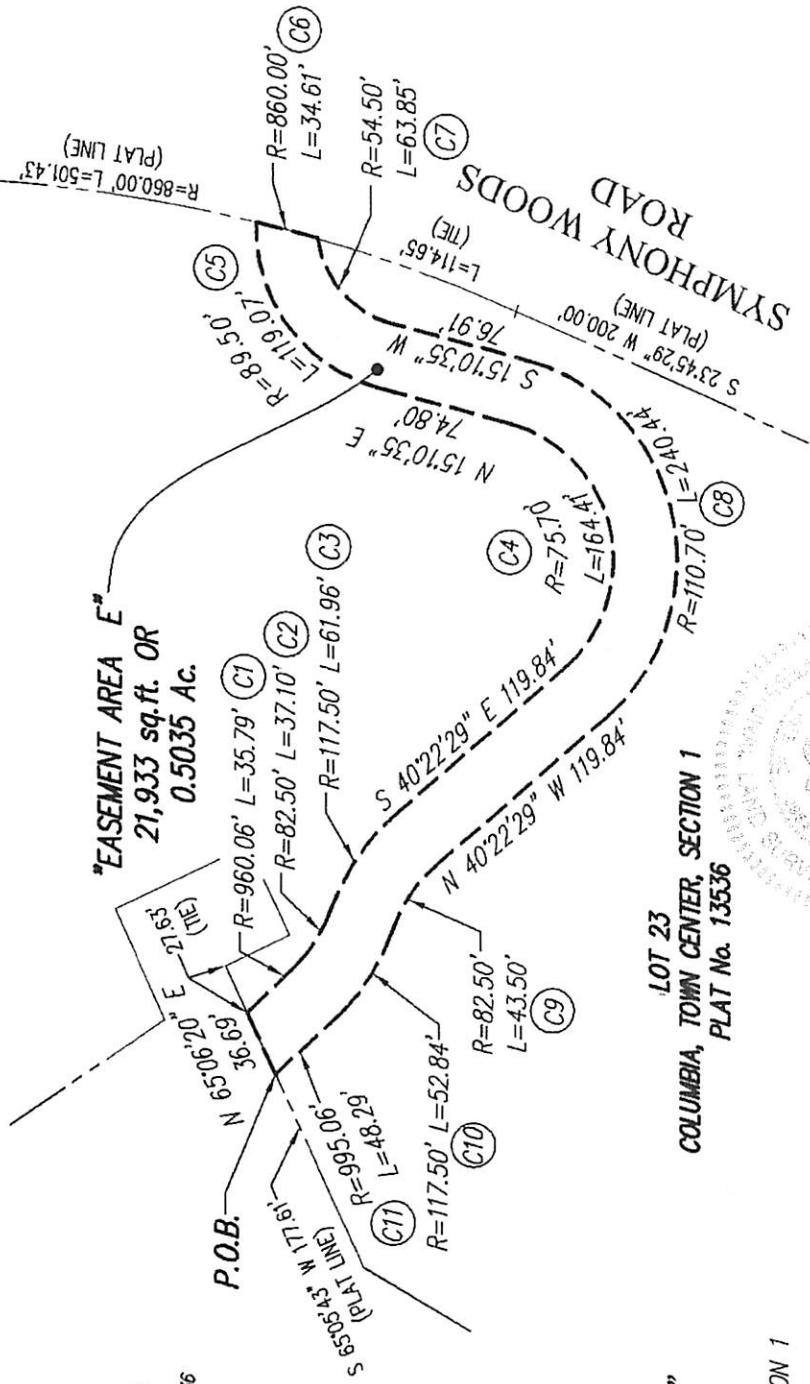 "EASEMENT AREA E"
21,933 sq.ft. OR
0.5035 Ac.
R=860.00' L=501.43'
(PLAT LINE)
R=860.00'
L=34.61'
C6
R=54.50'
L=63.85'
C7
R=89.50'
L=119.07'
C5
L=114.65'
(TIE)
SYMPHONY WOODS
ROAD
S 23°45'29" W 200.00'
(PLAT LINE)
S 15°10'35" W
76.91'
N 15°10'35" E
74.80'
C4
R=75.70'
L=164.41'
R=110.70' L=240.44'
C8
N 65°06'20" E
36.69'
27.63'
(TIE)
R=960.06' L=35.79' C1
R=82.50' L=37.10' C2
R=117.50' L=61.96' C3
S 40°22'29" E 119.84'
N 40°22'29" W 119.84'
P.O.B.
S 65°05'43" W 177.61'
(PLAT LINE)
R=995.06'
L=48.29'
C11
R=117.50' L=52.84'
C10
R=82.50'
L=43.50'
C9
LOT 23
COLUMBIA, TOWN CENTER, SECTION 1
PLAT No. 13536
ON 1